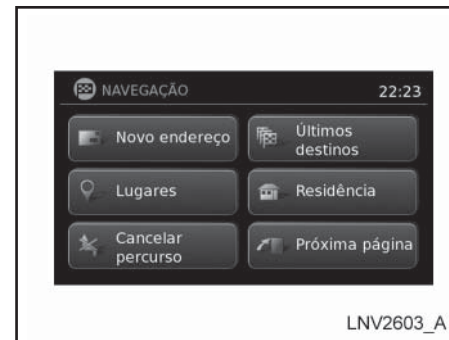 NAVEGAÇÃO 22:23
Novo endereço
Últimos
destinos
Lugares
Residência
Cancelar
percurso
Próxima página
LNV2603_A